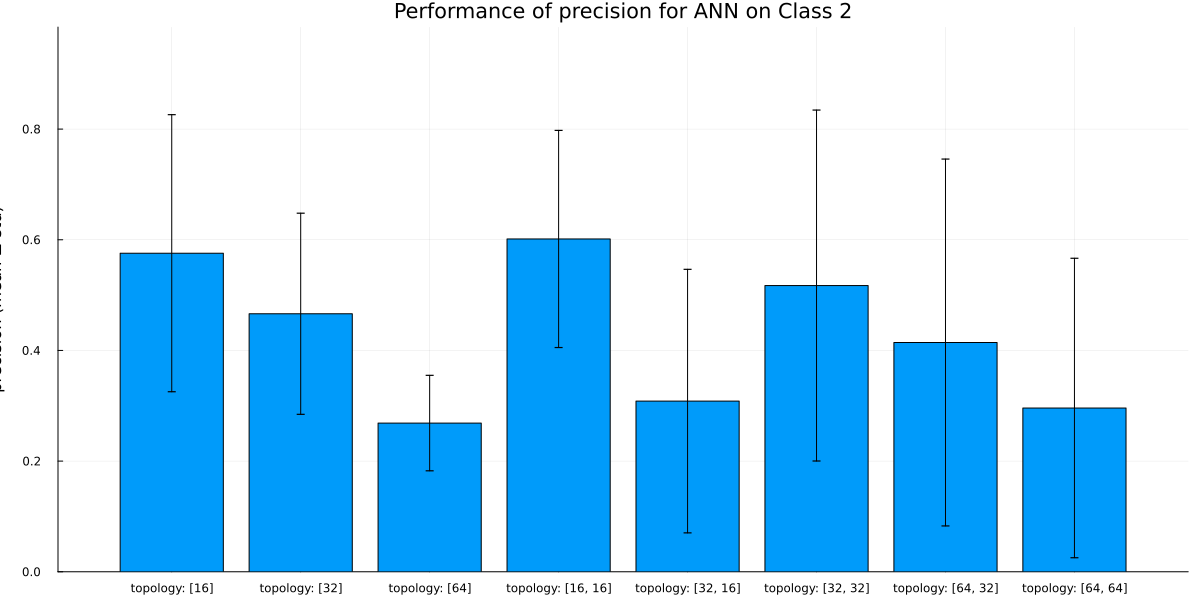 Performance of precision for ANN on Class 2
0.8
0.6
0.4
0.2
0.0
topology: [16] topology: [32] topology: [64] topology: [16, 16] topology: [32, 16] topology: [32, 32] topology: [64, 32] topology: [64, 64]